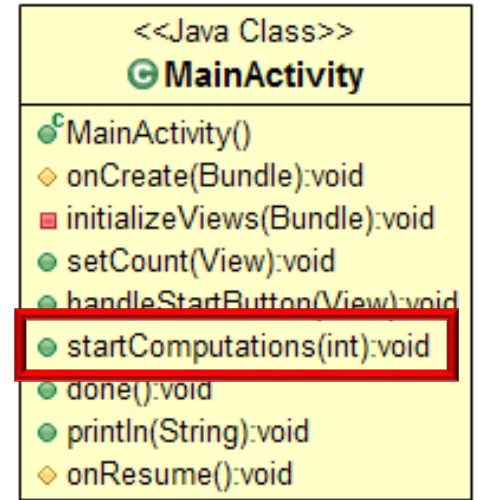 <<Java Class>>
C MainActivity
C MainActivity()
onCreate(Bundle):void
initializeViews(Bundle):void
setCount(View):void
handleStartButton(View):void
startComputations(int):void
done():void
println(String):void
onResume():void